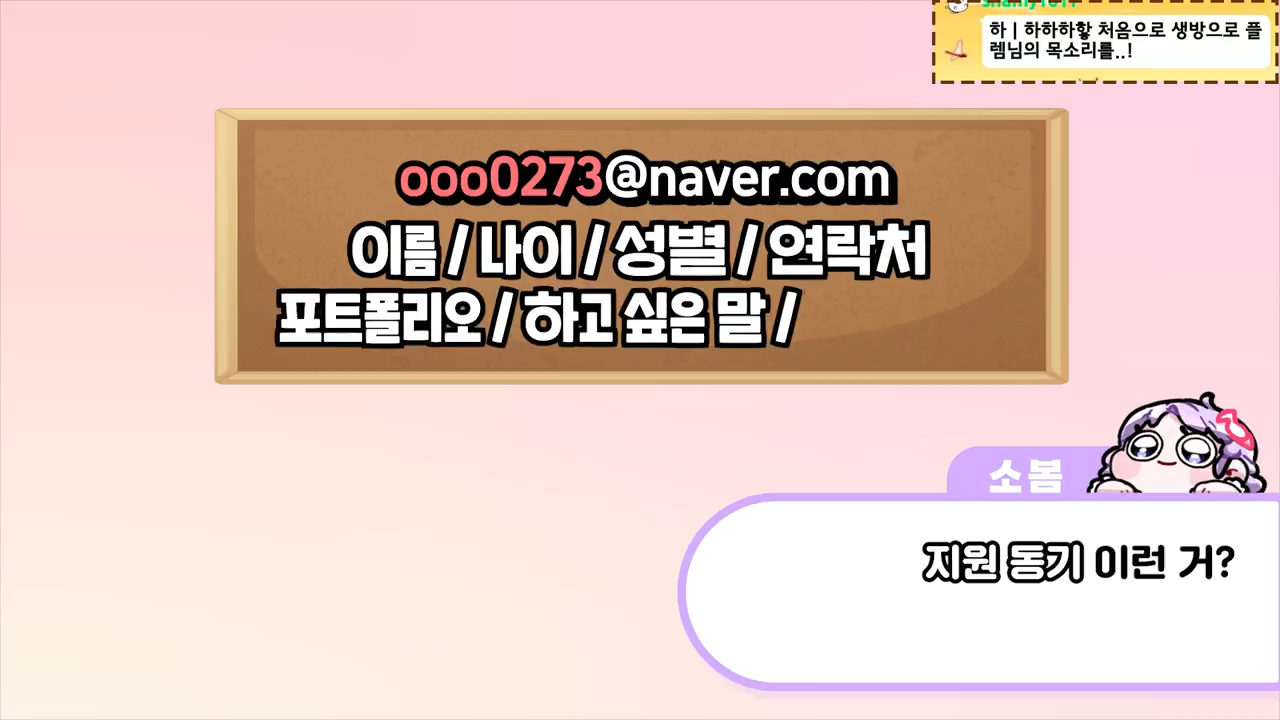 하 | 하하하핳 처음으로 생방으로 플
렘님의 목소리를..!
ooo0273@naver.com
이름 / 나이 / 성별 / 연락처
포트폴리오 / 하고 싶은 말 /
소봄
지원 동기 이런 거?